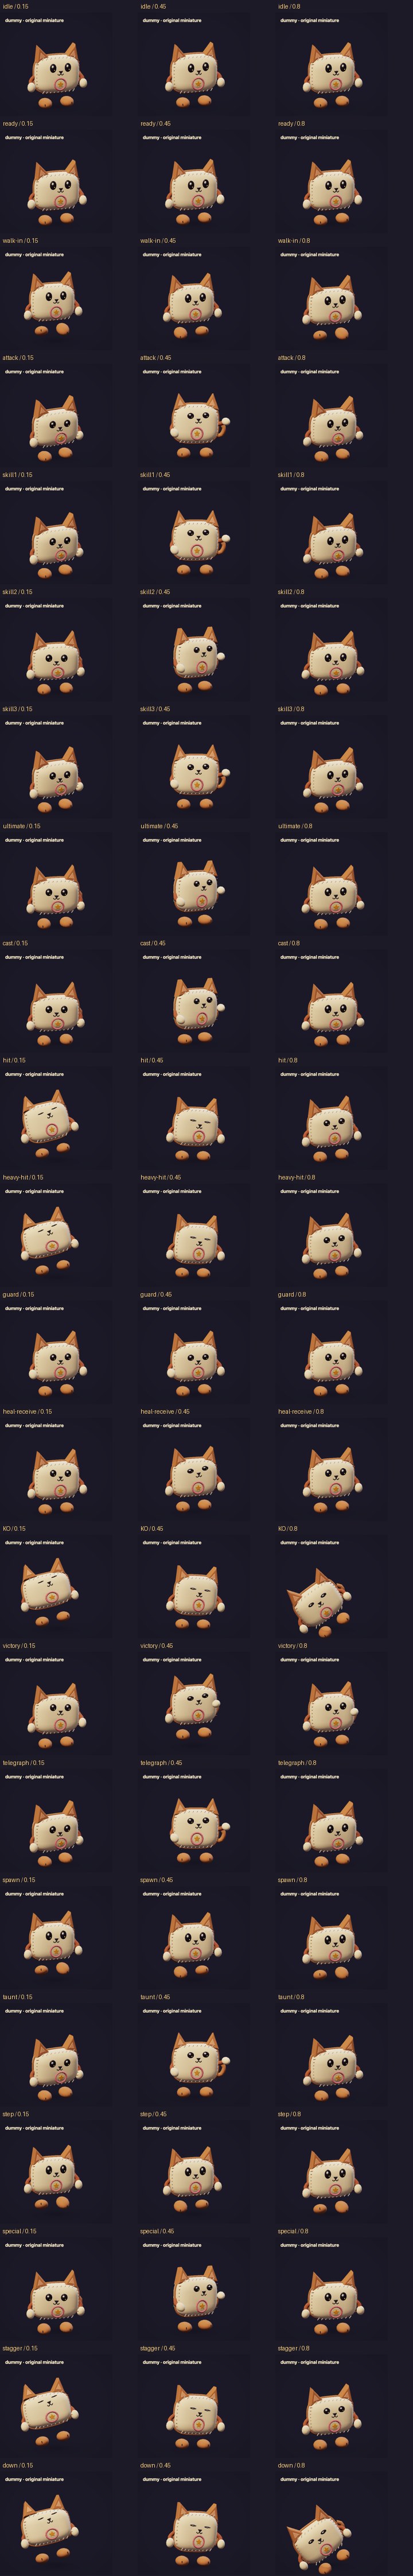 idle / 0.15 idle / 0.45 idle / 0.8
dummy · original miniature dummy · original miniature dummy · original miniature
ready / 0.15 ready / 0.45 ready / 0.8
dummy · original miniature dummy · original miniature dummy · original miniature
walk-in / 0.15 walk-in / 0.45 walk-in / 0.8
dummy · original miniature dummy · original miniature dummy · original miniature
attack / 0.15 attack / 0.45 attack / 0.8
dummy · original miniature dummy · original miniature dummy · original miniature
skill1 / 0.15 skill1 / 0.45 skill1 / 0.8
dummy · original miniature dummy · original miniature dummy · original miniature
skill2 / 0.15 skill2 / 0.45 skill2 / 0.8
dummy · original miniature dummy · original miniature dummy · original miniature
skill3 / 0.15 skill3 / 0.45 skill3 / 0.8
dummy · original miniature dummy · original miniature dummy · original miniature
ultimate / 0.15 ultimate / 0.45 ultimate / 0.8
dummy · original miniature dummy · original miniature dummy · original miniature
cast / 0.15 cast / 0.45 cast / 0.8
dummy · original miniature dummy · original miniature dummy · original miniature
hit / 0.15 hit / 0.45 hit / 0.8
dummy · original miniature dummy · original miniature dummy · original miniature
heavy-hit / 0.15 heavy-hit / 0.45 heavy-hit / 0.8
dummy · original miniature dummy · original miniature dummy · original miniature
guard / 0.15 guard / 0.45 guard / 0.8
dummy · original miniature dummy · original miniature dummy · original miniature
heal-receive / 0.15 heal-receive / 0.45 heal-receive / 0.8
dummy · original miniature dummy · original miniature dummy · original miniature
KO / 0.15 KO / 0.45 KO / 0.8
dummy · original miniature dummy · original miniature dummy · original miniature
victory / 0.15 victory / 0.45 victory / 0.8
dummy · original miniature dummy · original miniature dummy · original miniature
telegraph / 0.15 telegraph / 0.45 telegraph / 0.8
dummy · original miniature dummy · original miniature dummy · original miniature
spawn / 0.15 spawn / 0.45 spawn / 0.8
dummy · original miniature dummy · original miniature dummy · original miniature
taunt / 0.15 taunt / 0.45 taunt / 0.8
dummy · original miniature dummy · original miniature dummy · original miniature
step / 0.15 step / 0.45 step / 0.8
dummy · original miniature dummy · original miniature dummy · original miniature
special / 0.15 special / 0.45 special / 0.8
dummy · original miniature dummy · original miniature dummy · original miniature
stagger / 0.15 stagger / 0.45 stagger / 0.8
dummy · original miniature dummy · original miniature dummy · original miniature
down / 0.15 down / 0.45 down / 0.8
dummy · original miniature dummy · original miniature dummy · original miniature